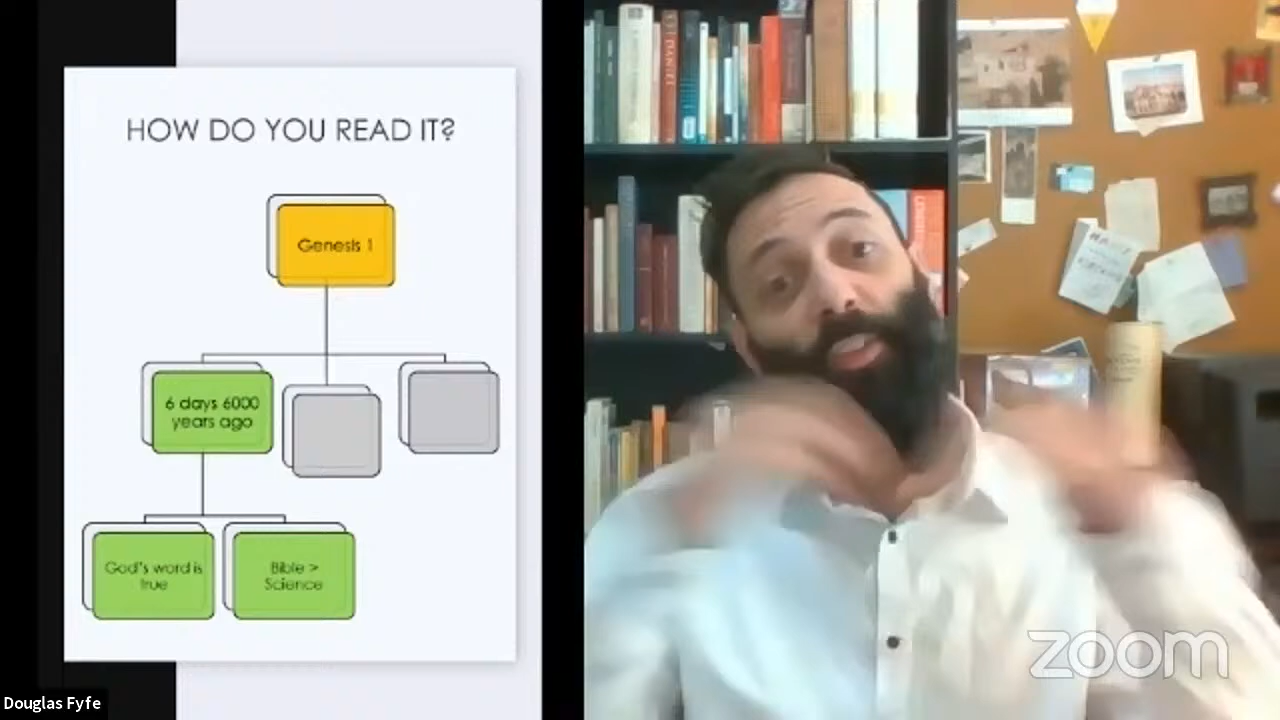 HOW DO YOU READ IT?
Genesis 1
6 days 6000
years ago
God's word is
true
Bible >
Science
DANIEL
zoom
Douglas Fyfe